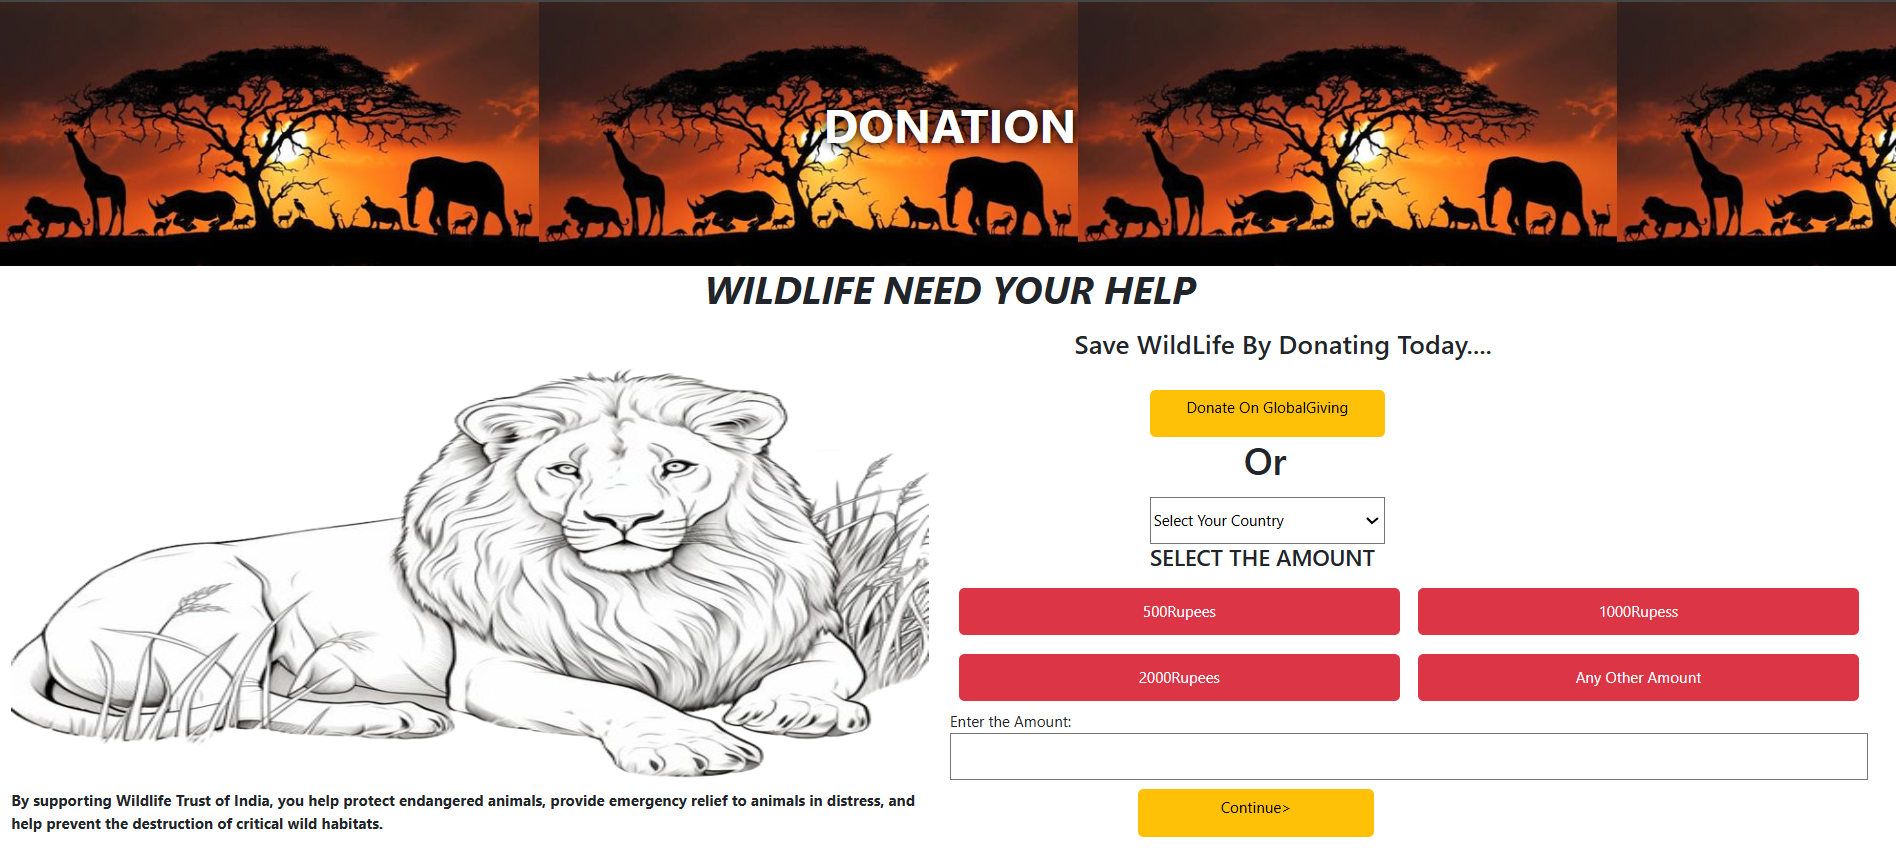 DONATION
WILDLIFE NEED YOUR HELP
Save WildLife By Donating Today....
Donate On GlobalGiving
Or
Select Your Country
SELECT THE AMOUNT
500Rupees
1000Rupess
2000Rupees
Any Other Amount
Enter the Amount:
Continue>
By supporting Wildlife Trust of India, you help protect endangered animals, provide emergency relief to animals in distress, and
help prevent the destruction of critical wild habitats.